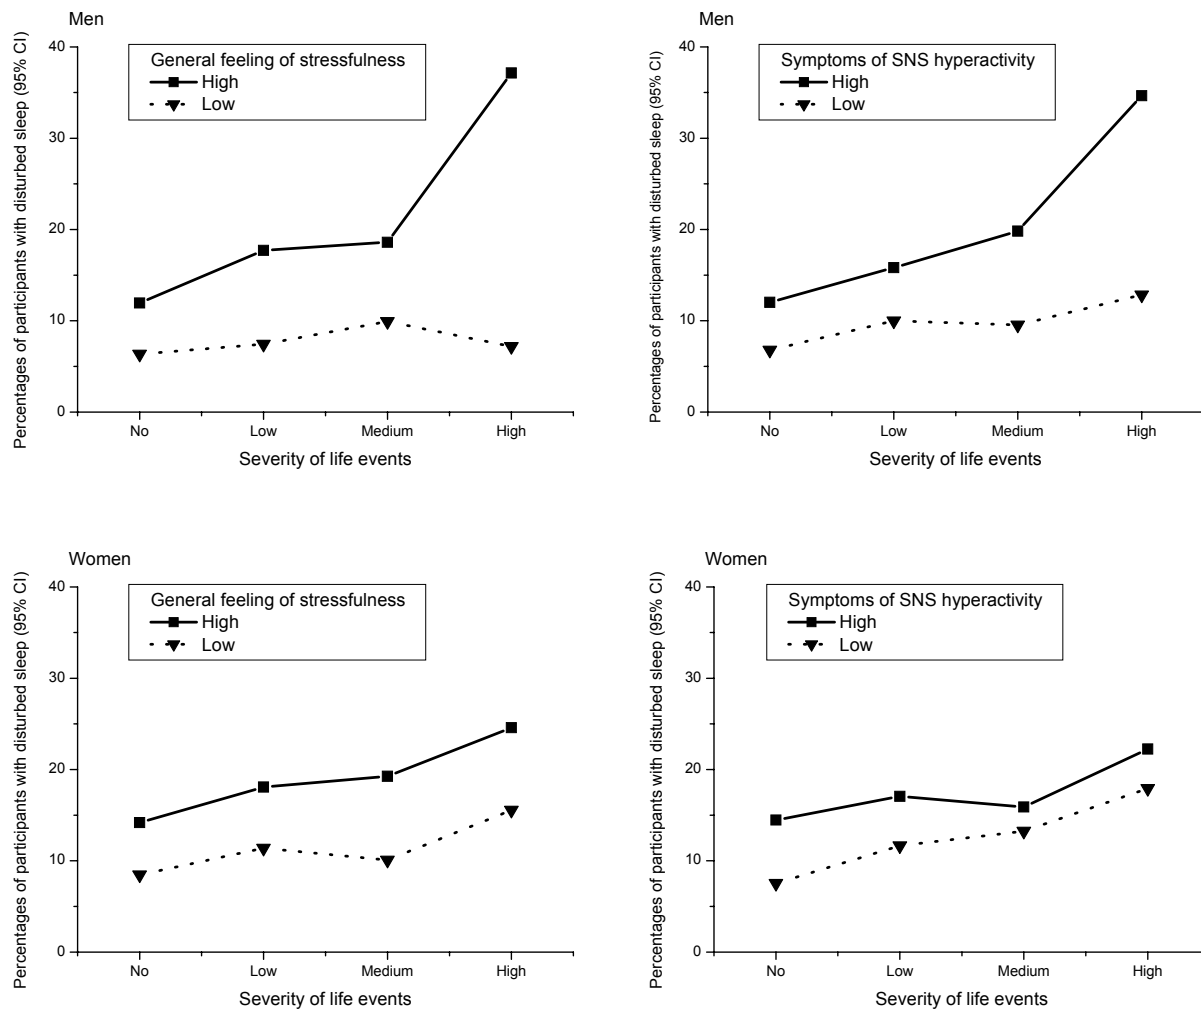 Men
Percentages of participants with disturbed sleep (95% CI)
General feeling of stressfulness
High
Low
40
30
20
10
0
No Low Medium High
Severity of life events
Men
Percentages of participants with disturbed sleep (95% CI)
Symptoms of SNS hyperactivity
High
Low
40
30
20
10
0
No Low Medium High
Severity of life events
Women
Percentages of participants with disturbed sleep (95% CI)
General feeling of stressfulness
High
Low
40
30
20
10
0
No Low Medium High
Severity of life events
Women
Percentages of participants with disturbed sleep (95% CI)
Symptoms of SNS hyperactivity
High
Low
40
30
20
10
0
No Low Medium High
Severity of life events